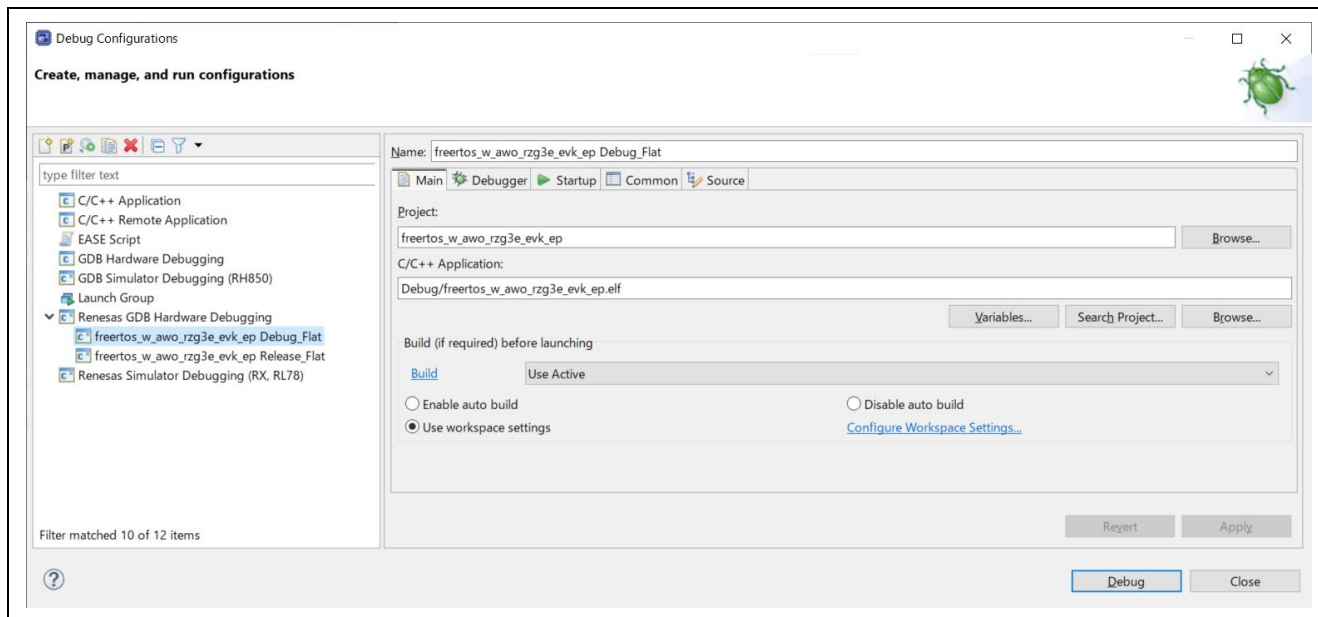 Debug Configurations
Create, manage, and run configurations
type filter text
C/C++ Application
C/C++ Remote Application
EASE Script
GDB Hardware Debugging
GDB Simulator Debugging (RH850)
Launch Group
Renesas GDB Hardware Debugging
freertos_w_awo_rzg3e_evk_ep Debug_Flat
freertos_w_awo_rzg3e_evk_ep Release_Flat
Renesas Simulator Debugging (RX, RL78)
Filter matched 10 of 12 items
Name: freertos_w_awo_rzg3e_evk_ep Debug_Flat
Main Debugger Startup Common Source
Project:
freertos_w_awo_rzg3e_evk_ep Browse...
C/C++ Application:
Debug/freertos_w_awo_rzg3e_evk_ep.elf
Variables... Search Project... Browse...
Build (if required) before launching
Build Use Active
Enable auto build Disable auto build
Use workspace settings Configure Workspace Settings...
Revert Apply
Debug Close